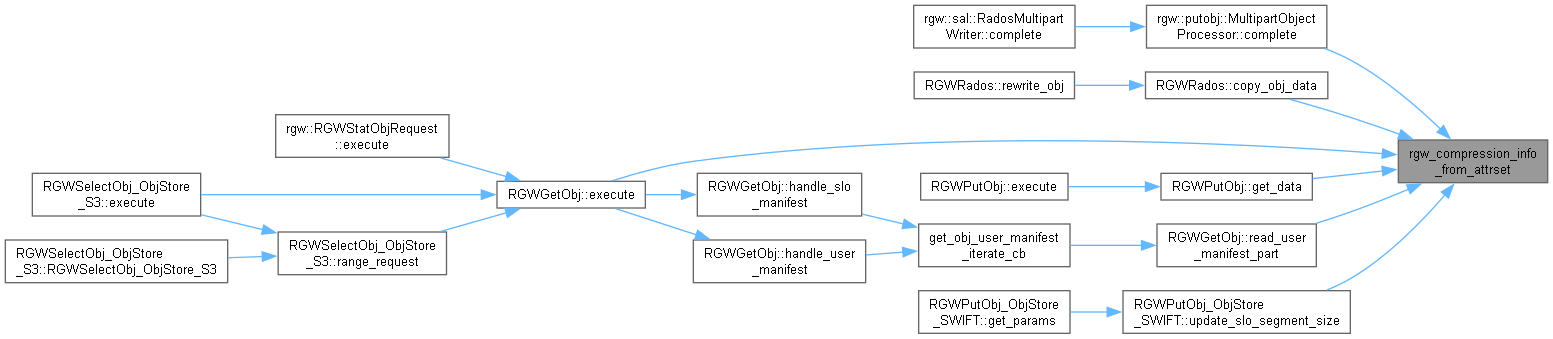 rgw::sal::RadosMultipart
Writer::complete
rgw::putobj::MultipartObject
Processor::complete
RGWRados::rewrite_obj
RGWRados::copy_obj_data
rgw::RGWStatObjRequest
::execute
rgw_compression_info
_from_attrset
RGWSelectObj_ObjStore
_S3::execute
RGWGetObj::execute
RGWGetObj::handle_slo
_manifest
RGWPutObj::execute
RGWPutObj::get_data
RGWSelectObj_ObjStore
_S3::RGWSelectObj_ObjStore_S3
RGWSelectObj_ObjStore
_S3::range_request
RGWGetObj::handle_user
_manifest
get_obj_user_manifest
_iterate_cb
RGWGetObj::read_user
_manifest_part
RGWPutObj_ObjStore
_SWIFT::get_params
RGWPutObj_ObjStore
_SWIFT::update_slo_segment_size